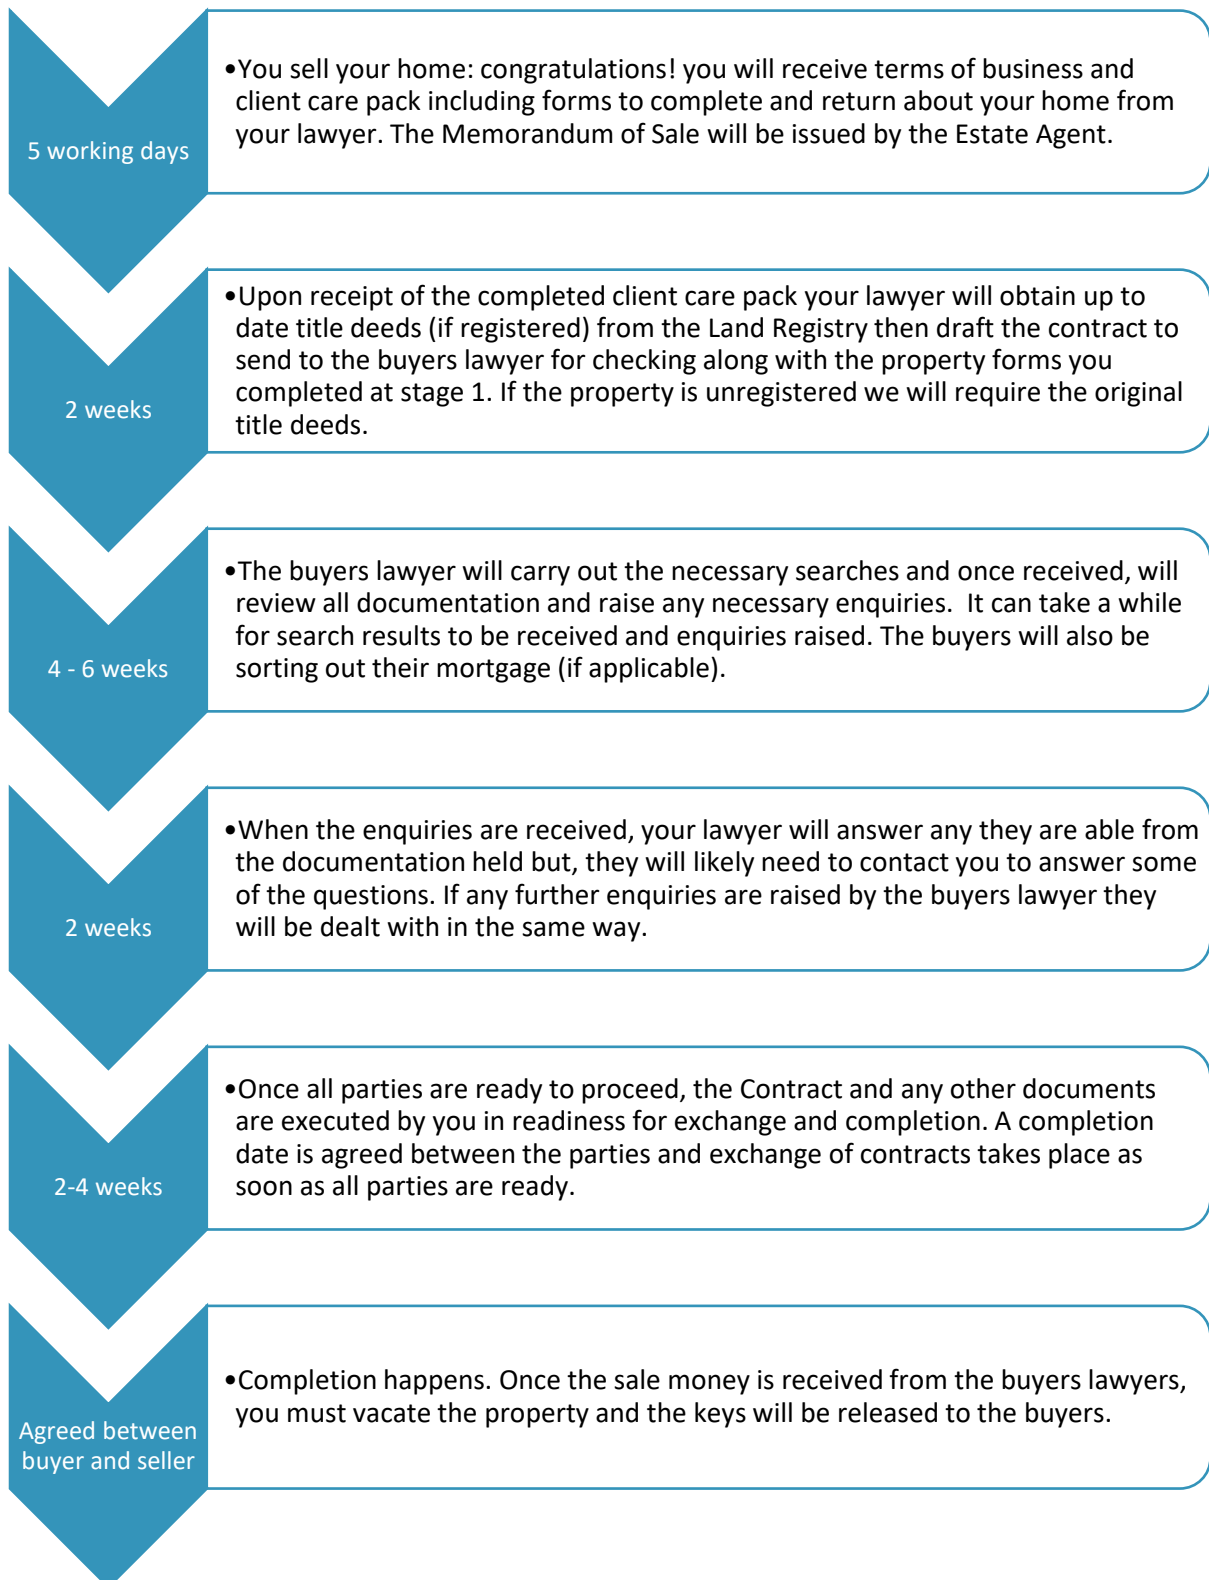 5 working days
•You sell your home: congratulations! you will receive terms of business and
client care pack including forms to complete and return about your home from
your lawyer. The Memorandum of Sale will be issued by the Estate Agent.
2 weeks
•Upon receipt of the completed client care pack your lawyer will obtain up to
date title deeds (if registered) from the Land Registry then draft the contract to
send to the buyers lawyer for checking along with the property forms you
completed at stage 1. If the property is unregistered we will require the original
title deeds.
4 - 6 weeks
•The buyers lawyer will carry out the necessary searches and once received, will
review all documentation and raise any necessary enquiries.  It can take a while
for search results to be received and enquiries raised. The buyers will also be
sorting out their mortgage (if applicable).
2 weeks
•When the enquiries are received, your lawyer will answer any they are able from
the documentation held but, they will likely need to contact you to answer some
of the questions. If any further enquiries are raised by the buyers lawyer they
will be dealt with in the same way.
2-4 weeks
•Once all parties are ready to proceed, the Contract and any other documents
are executed by you in readiness for exchange and completion. A completion
date is agreed between the parties and exchange of contracts takes place as
soon as all parties are ready.
Agreed between
buyer and seller
•Completion happens. Once the sale money is received from the buyers lawyers,
you must vacate the property and the keys will be released to the buyers.